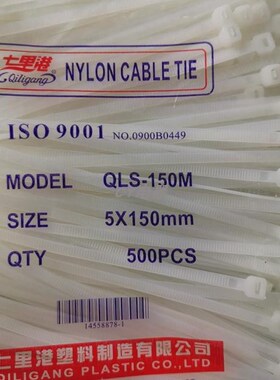 七里港
Qiligang
NYLON CABLE TIE
ISO 9001 NO.0900B0449
MODEL QLS-150M
SIZE 5X150mm
QTY 500PCS
14558879-1
七里港塑料制造有限公司
QILIGANG PLASTIC CO.,LTD